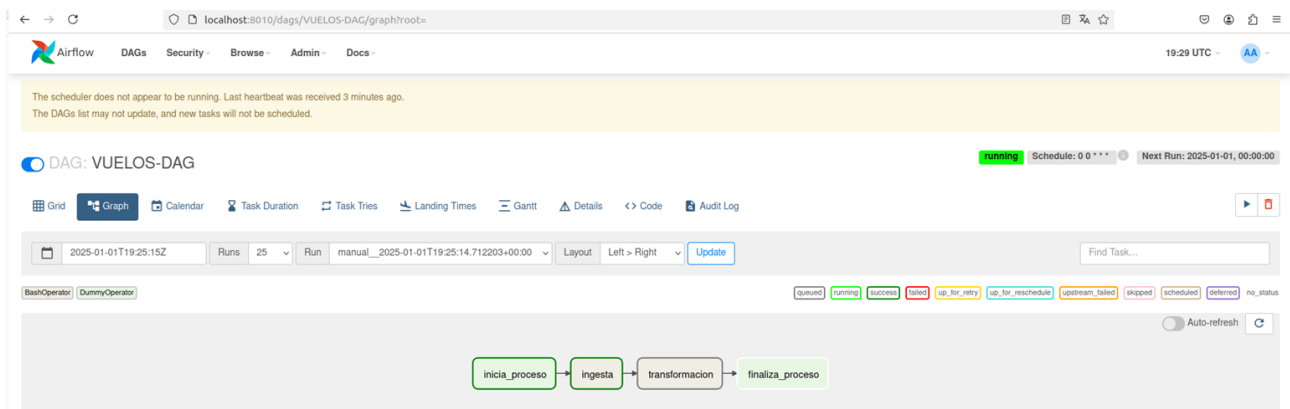 localhost:8010/dags/VUELOS-DAG/graph?root=
Airflow DAGs Security Browse Admin Docs 19:29 UTC AA
The scheduler does not appear to be running. Last heartbeat was received 3 minutes ago.
The DAGs list may not update, and new tasks will not be scheduled.
DAG: VUELOS-DAG running Schedule: 0 0 * * * Next Run: 2025-01-01, 00:00:00
Grid Graph Calendar Task Duration Task Tries Landing Times Gantt Details <> Code Audit Log
2025-01-01T19:25:15Z Runs 25 Run manual__2025-01-01T19:25:14.712203+00:00 Layout Left > Right Update Find Task...
BashOperator DummyOperator queued running success failed up_for_retry up_for_reschedule upstream_failed skipped scheduled deferred no_status
Auto-refresh
inicia_proceso ingesta transformacion finaliza_proceso